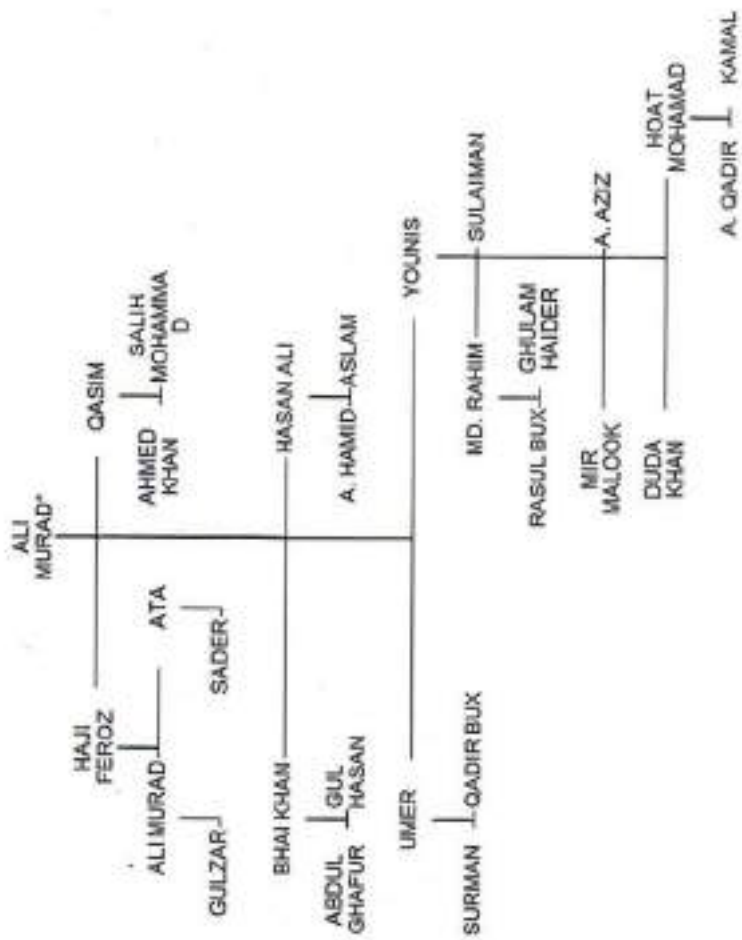 ALI
MURAD*
HAJI
FEROZ
QASIM
ALI MURAD
ATA
AHMED
KHAN
SALIH
MOHAMMA
D
GULZAR
SADER
BHAI KHAN
HASAN ALI
ABDUL
GHAFUR
GUL
HASAN
A. HAMID
ASLAM
UMER
YOUNIS
SURMAN
QADIR BUX
MD. RAHIM
SULAIMAN
RASUL BUX
GHULAM
HAIDER
MIR
MALOOK
A. AZIZ
DUDA
KHAN
HOAT
MOHAMAD
A. QADIR
KAMAL